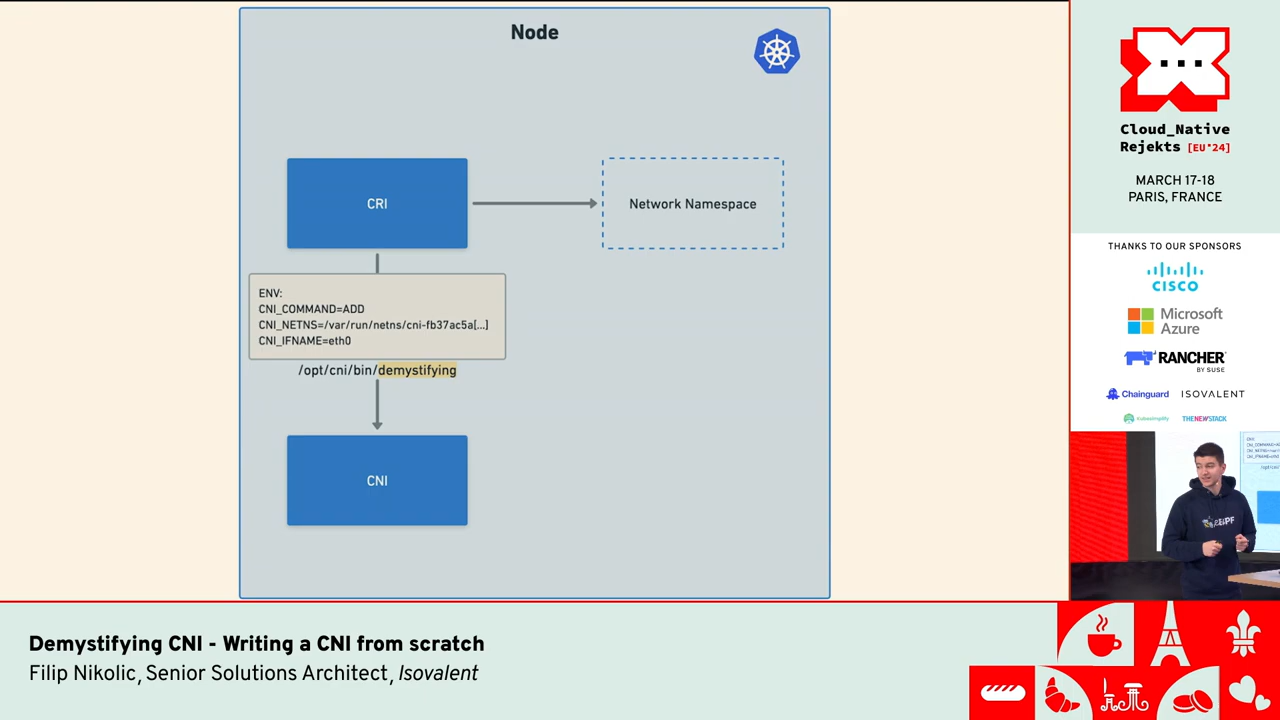 Node
CRI
Network Namespace
ENV:
CNI_COMMAND=ADD
CNI_NETNS=/var/run/netns/cni-fb37ac5a[...]
CNI_IFNAME=eth0
/opt/cni/bin/demystifying
CNI
Cloud_Native
Rejekts [EU'24]
MARCH 17-18
PARIS, FRANCE
THANKS TO OUR SPONSORS
CISCO
Microsoft
Azure
RANCHER
BY SUSE
Chainguard
ISOVALENT
Kubesimplify
THENEWSTACK
eBPF
Demystifying CNI - Writing a CNI from scratch
Filip Nikolic, Senior Solutions Architect, Isovalent